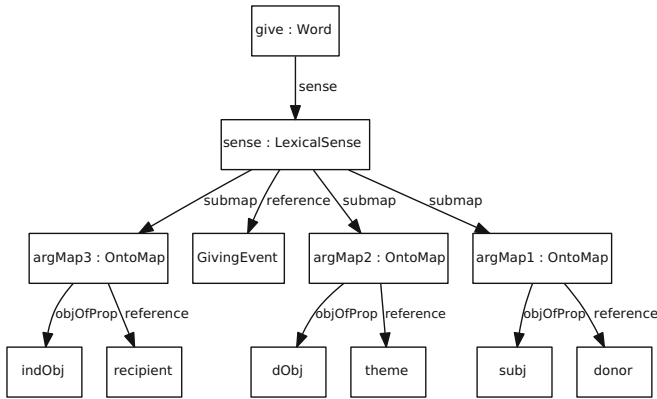 give : Word
sense
sense : LexicalSense
submap
reference
submap
submap
argMap3 : OntoMap
GivingEvent
argMap2 : OntoMap
argMap1 : OntoMap
objOfProp
reference
objOfProp
reference
objOfProp
reference
indObj
recipient
dObj
theme
subj
donor